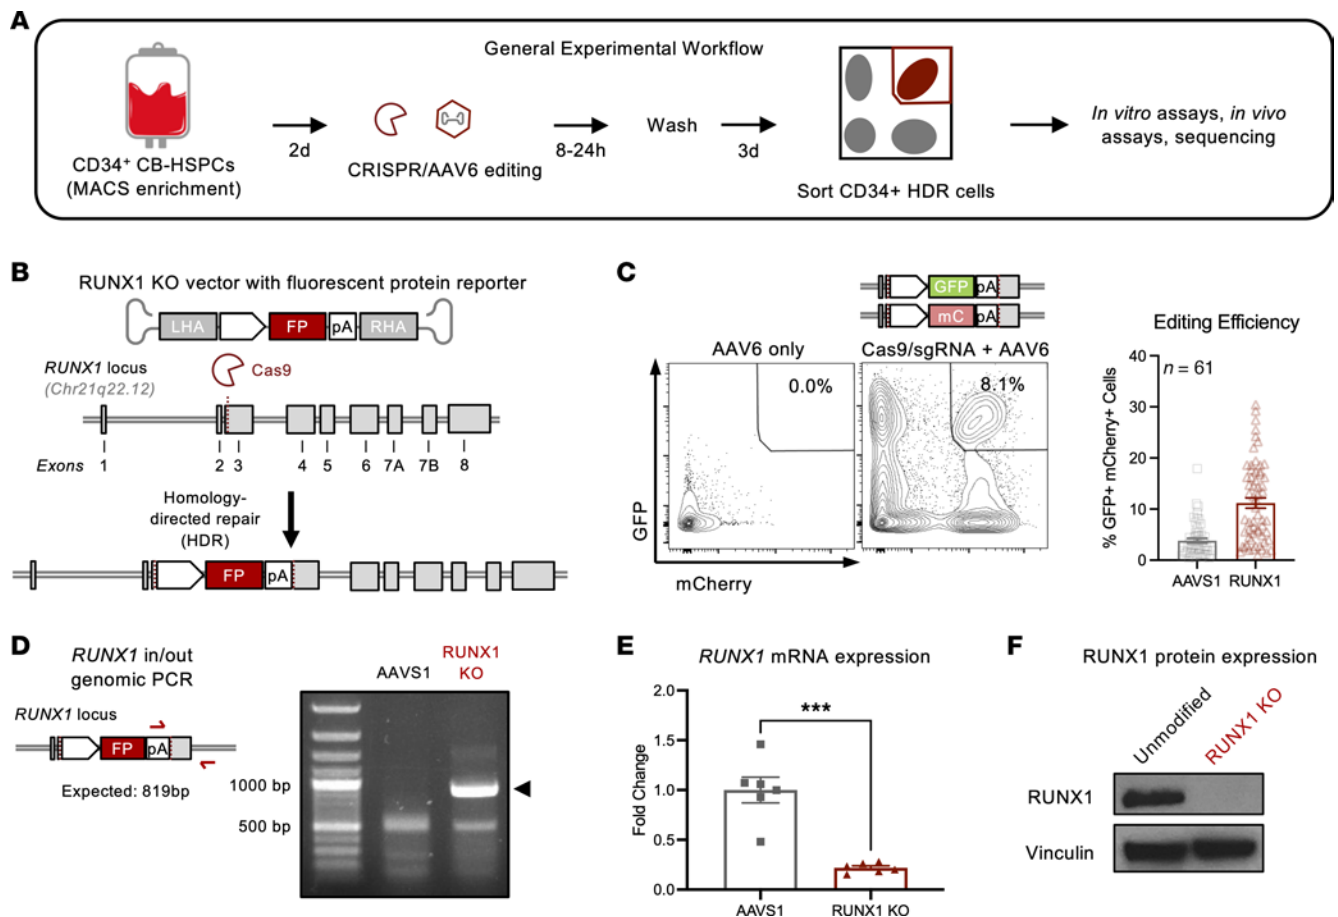 A
General Experimental Workflow
CD34+ CB-HSPCs
(MACS enrichment)
2d
CRISPR/AAV6 editing
8-24h
Wash
3d
Sort CD34+ HDR cells
In vitro assays, in vivo
assays, sequencing
B
RUNX1 KO vector with fluorescent protein reporter
LHA
FP
pA
RHA
RUNX1 locus
(Chr21q22.12)
Cas9
Exons 1 2 3 4 5 6 7A 7B 8
Homology-
directed repair
(HDR)
FP
pA
C
GFP
pA
mC
pA
AAV6 only
Cas9/sgRNA + AAV6
0.0%
8.1%
GFP
mCherry
Editing Efficiency
n = 61
% GFP+ mCherry+ Cells
40
30
20
10
0
AAVS1
RUNX1
D
RUNX1 in/out
genomic PCR
RUNX1 locus
FP
pA
Expected: 819bp
AAVS1
RUNX1
KO
1000 bp
500 bp
E
RUNX1 mRNA expression
Fold Change
2.0
1.5
1.0
0.5
0.0
***
AAVS1
RUNX1 KO
F
RUNX1 protein expression
Unmodified
RUNX1 KO
RUNX1
Vinculin